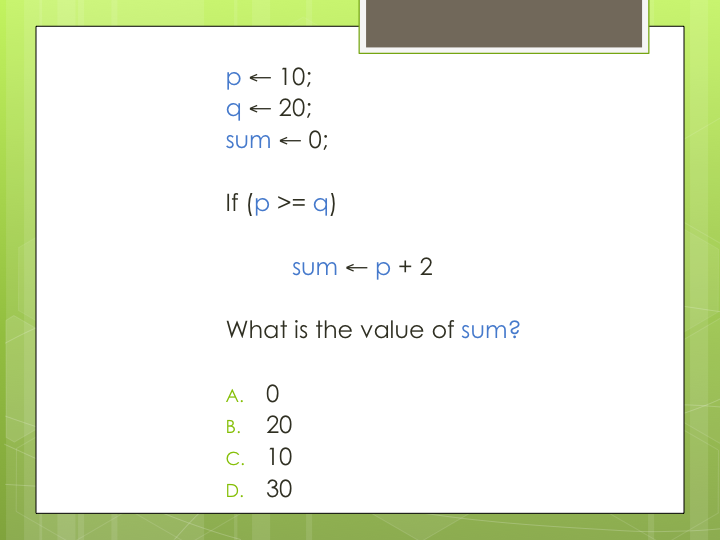 p ← 10;
q ← 20;
sum ← 0;
If (p >= q)
sum ← p + 2
What is the value of sum?
A. 0
B. 20
C. 10
D. 30